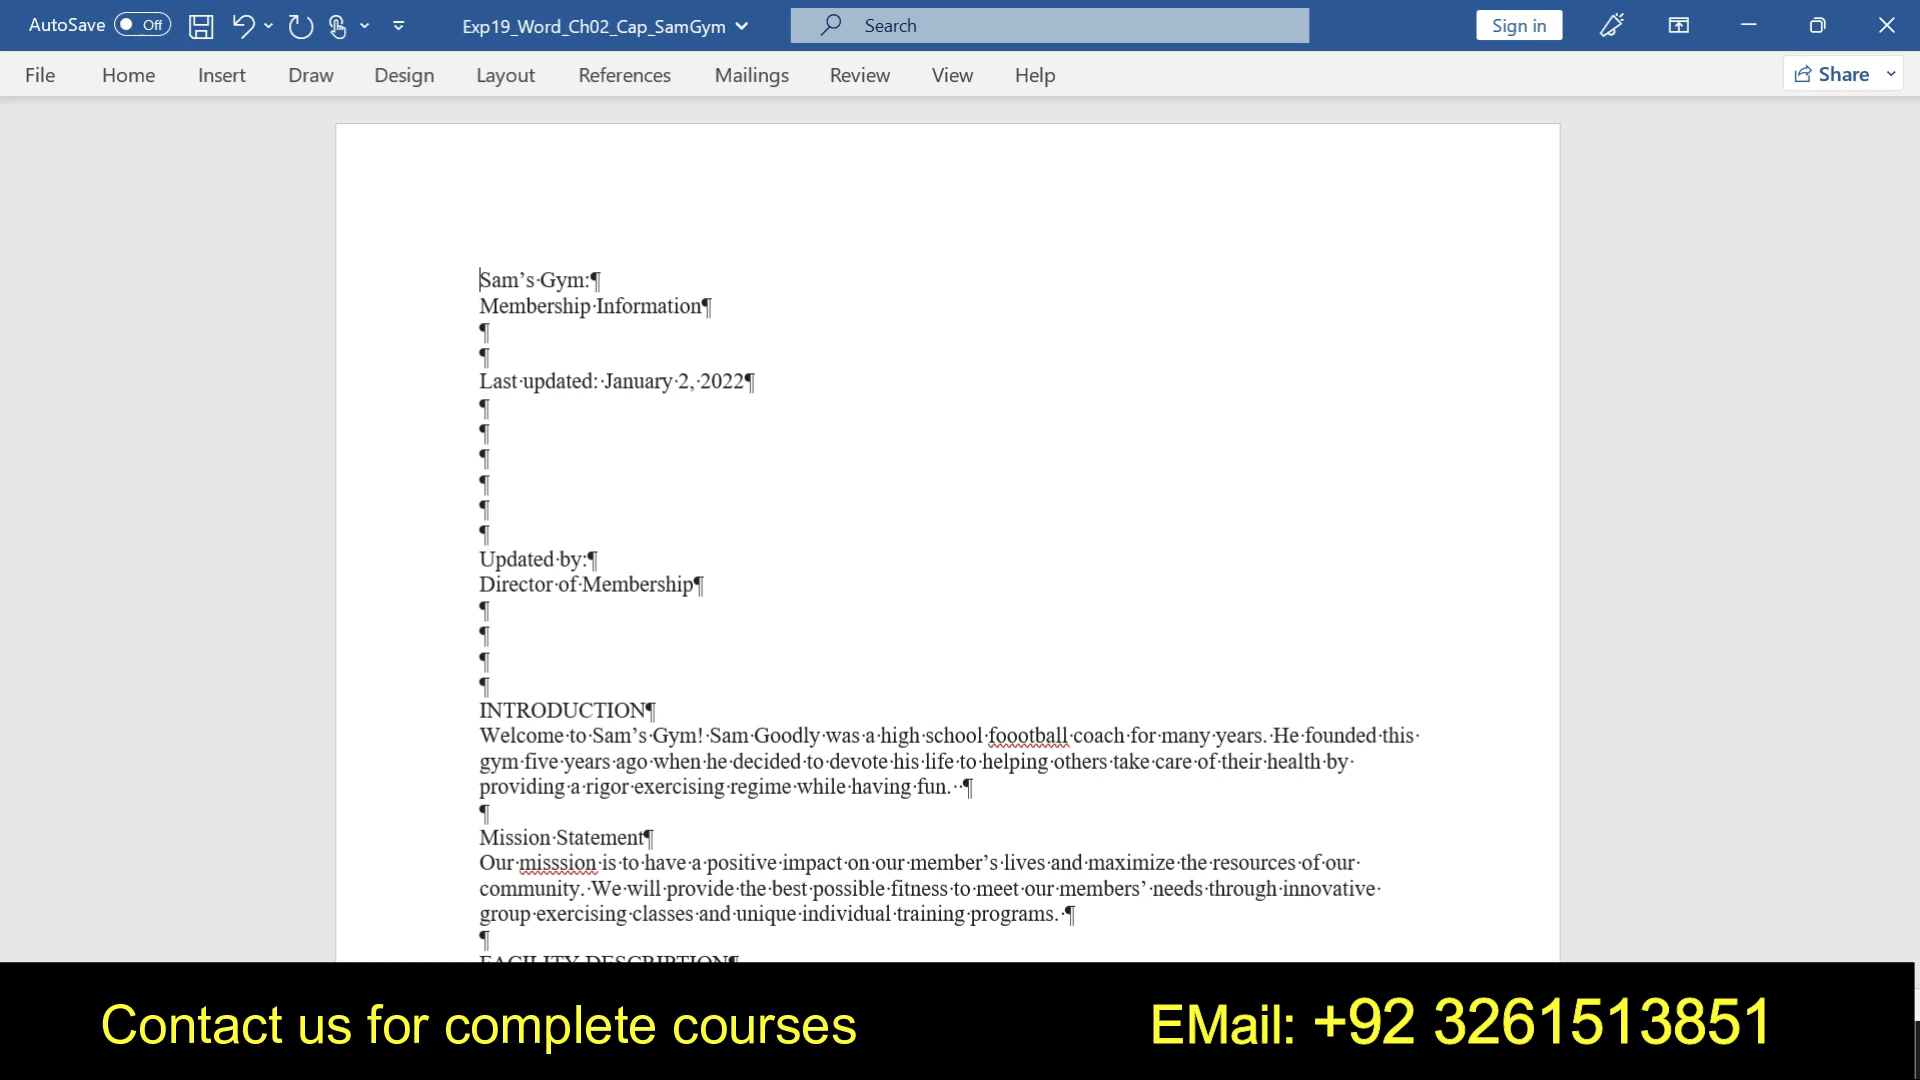 AutoSave Off Exp19_Word_Ch02_Cap_SamGym Search Sign in
File Home Insert Draw Design Layout References Mailings Review View Help Share
Sam’s·Gym:¶
Membership·Information¶
¶
¶
Last·updated:·January·2,·2022¶
¶
¶
¶
¶
¶
¶
Updated·by:¶
Director·of·Membership¶
¶
¶
¶
¶
INTRODUCTION¶
Welcome·to·Sam’s·Gym!·Sam·Goodly·was·a·high·school·foootball·coach·for·many·years.·He·founded·this·
gym·five·years·ago·when·he·decided·to·devote·his·life·to·helping·others·take·care·of·their·health·by·
providing·a·rigor·exercising·regime·while·having·fun.··¶
¶
Mission·Statement¶
Our·misssion·is·to·have·a·positive·impact·on·our·member’s·lives·and·maximize·the·resources·of·our·
community.·We·will·provide·the·best·possible·fitness·to·meet·our·members’·needs·through·innovative·
group·exercising·classes·and·unique·individual·training·programs.·¶
¶
FACILITY·DESCRIPTION¶
Contact us for complete courses EMail: +92 3261513851